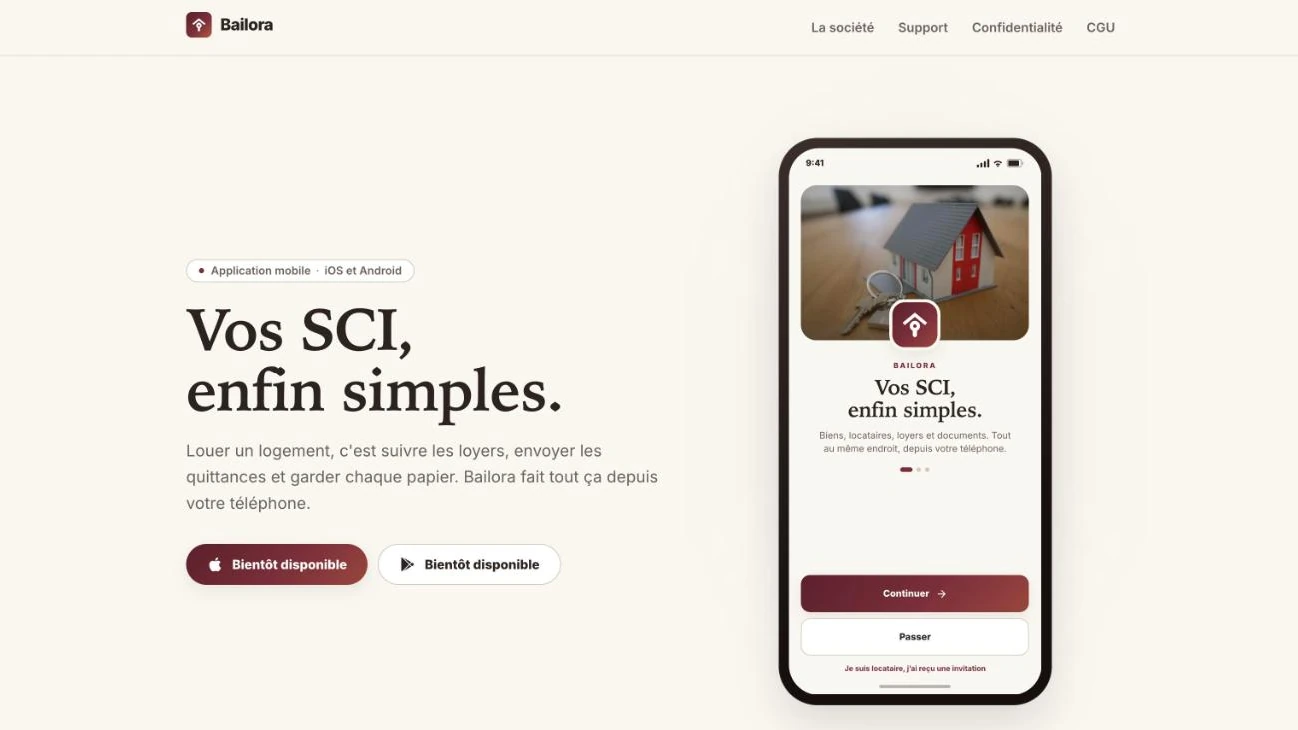 Bailora
La société
Support
Confidentialité
CGU
Application mobile · iOS et Android
Vos SCI,
enfin simples.
Louer un logement, c'est suivre les loyers, envoyer les
quittances et garder chaque papier. Bailora fait tout ça depuis
votre téléphone.
Bientôt disponible
Bientôt disponible
9:41
BAILORA
Vos SCI,
enfin simples.
Biens, locataires, loyers et documents. Tout
au même endroit, depuis votre téléphone.
Continuer →
Passer
Je suis locataire, j'ai reçu une invitation